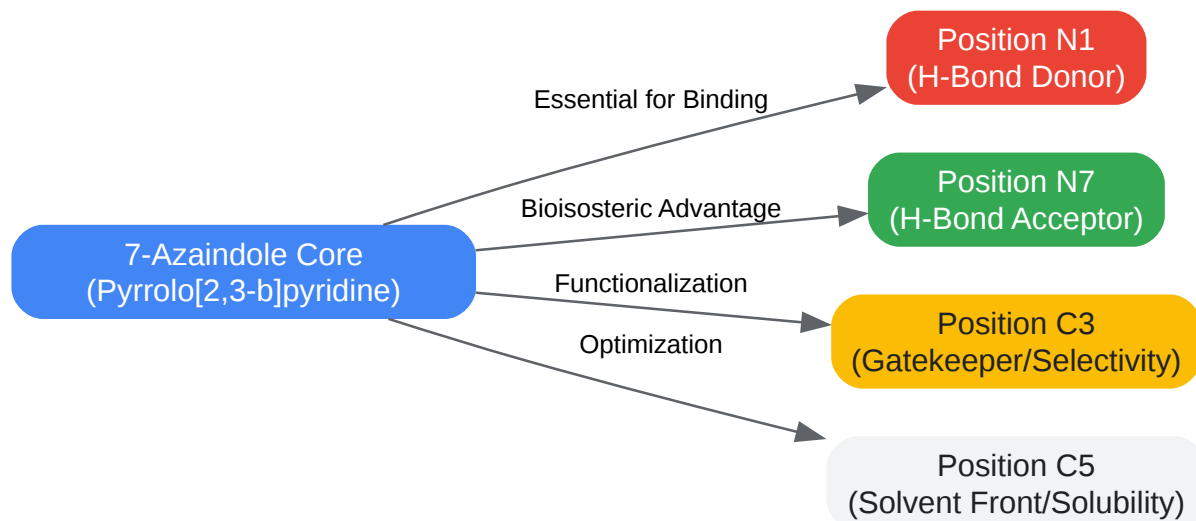 Position N1
(H-Bond Donor)
Essential for Binding
Position N7
(H-Bond Acceptor)
Bioisosteric Advantage
7-Azaindole Core
(Pyrrolo[2,3-b]pyridine)
Functionalization
Position C3
(Gatekeeper/Selectivity)
Optimization
Position C5
(Solvent Front/Solubility)